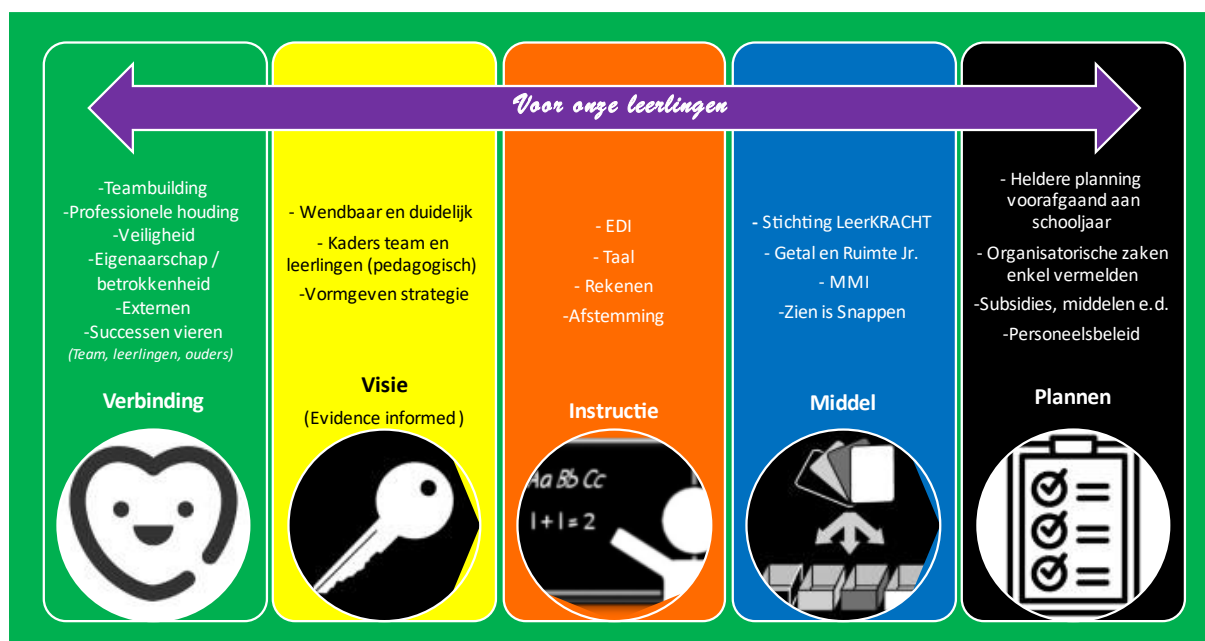 Voor onze leerlingen
-Teambuilding
-Professionele houding
-Veiligheid
-Eigenaarschap /
betrokkenheid
-Externen
-Successen vieren
(Team, leerlingen, ouders)
Verbinding
- Wendbaar en duidelijk
- Kaders team en
leerlingen (pedagogisch)
-Vormgeven strategie
Visie
(Evidence informed )
- EDI
- Taal
- Rekenen
-Afstemming
Instructie
Aa Bb Cc
1 + 1 = 2
- Stichting LeerKRACHT
- Getal en Ruimte Jr.
- MMI
-Zien is Snappen
Middel
- Heldere planning
voorafgaand aan
schooljaar
- Organisatorische zaken
enkel vermelden
-Subsidies, middelen e.d.
-Personeelsbeleid
Plannen